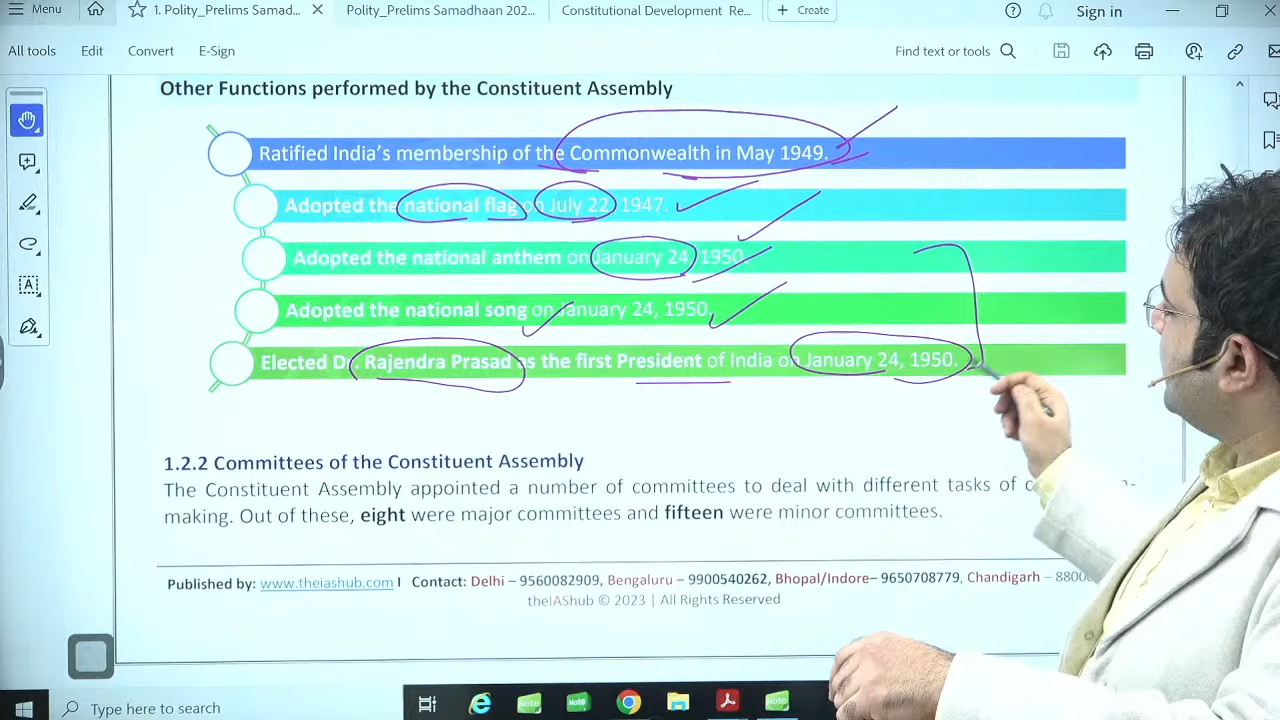 Menu
1. Polity_Prelims Samad...
Polity_Prelims Samadhaan 202...
Constitutional Development Re...
+ Create
Sign in
All tools Edit Convert E-Sign
Find text or tools
Other Functions performed by the Constituent Assembly
Ratified India's membership of the Commonwealth in May 1949.
Adopted the national flag on July 22, 1947.
Adopted the national anthem on January 24, 1950.
Adopted the national song on January 24, 1950.
Elected Dr. Rajendra Prasad as the first President of India on January 24, 1950.
1.2.2 Committees of the Constituent Assembly
The Constituent Assembly appointed a number of committees to deal with different tasks of
making. Out of these, eight were major committees and fifteen were minor committees.
Published by: www.theiashub.com I Contact: Delhi – 9560082909, Bengaluru – 9900540262, Bhopal/Indore– 9650708779, Chandigarh – 8800
theIAShub © 2023 | All Rights Reserved
Type here to search
Note
Note
Note